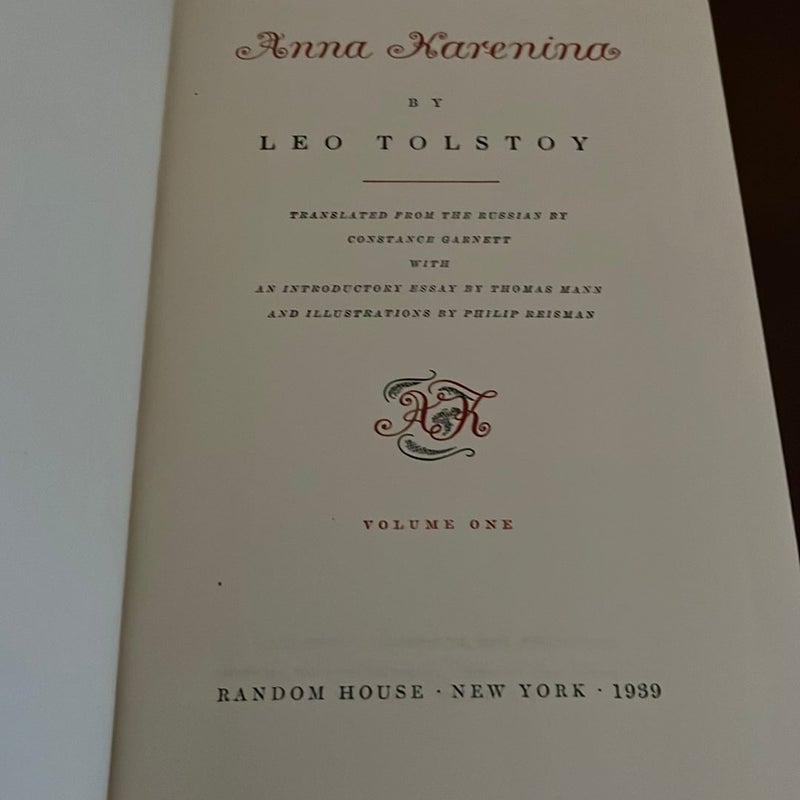 Anna Karenina
BY
LEO TOLSTOY
TRANSLATED FROM THE RUSSIAN BY
CONSTANCE GARNETT
WITH
AN INTRODUCTORY ESSAY BY THOMAS MANN
AND ILLUSTRATIONS BY PHILIP REISMAN
AK
VOLUME ONE
RANDOM HOUSE · NEW YORK · 1939